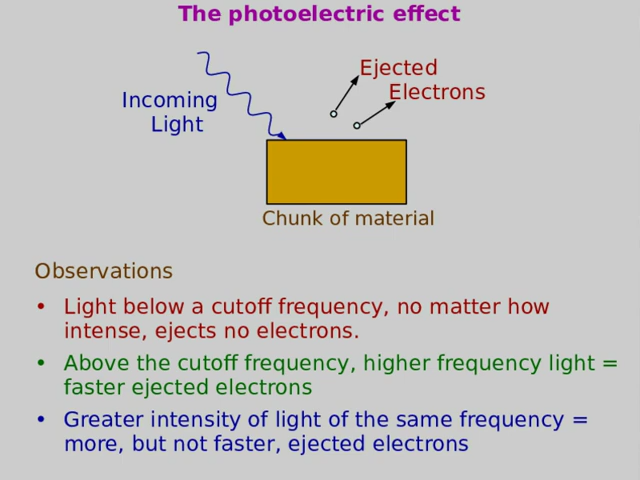 The photoelectric effect
Ejected
Electrons
Incoming
Light
Chunk of material
Observations
• Light below a cutoff frequency, no matter how
intense, ejects no electrons.
• Above the cutoff frequency, higher frequency light =
faster ejected electrons
• Greater intensity of light of the same frequency =
more, but not faster, ejected electrons